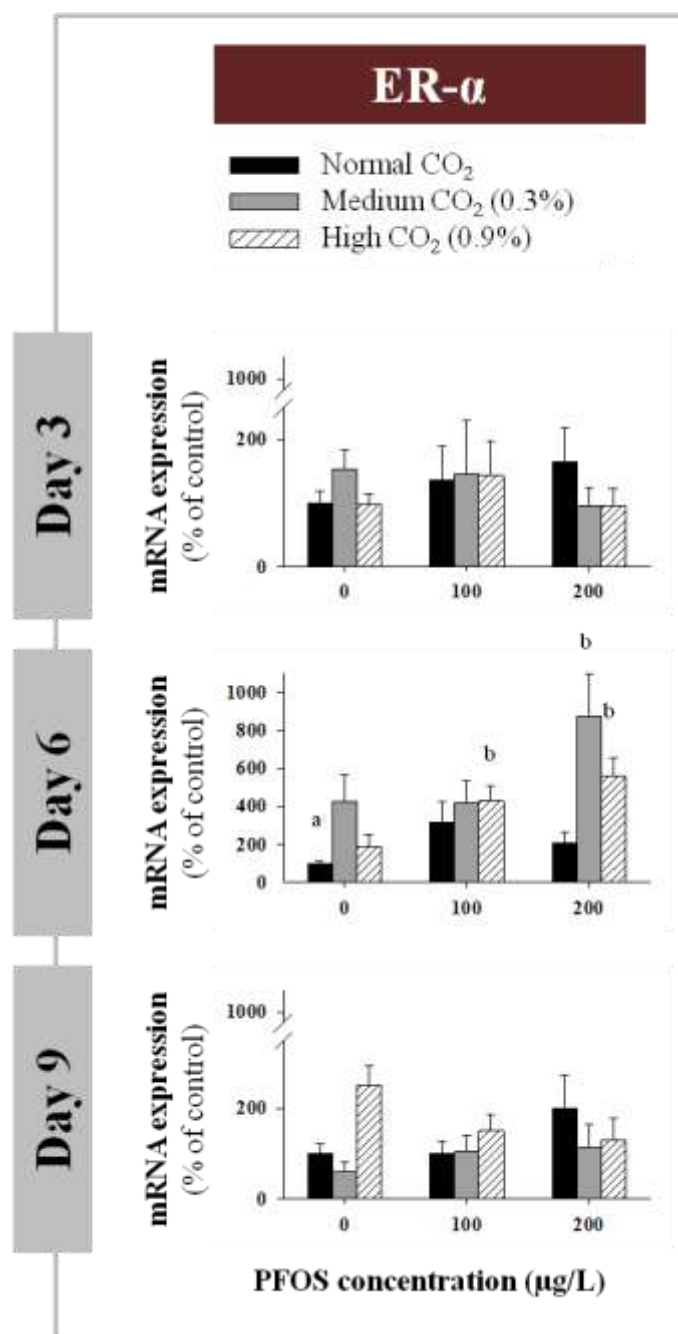 ER-α
Normal CO₂
Medium CO₂ (0.3%)
High CO₂ (0.9%)
Day 3
mRNA expression
(% of control)
1000
200
0
0 100 200
Day 6
mRNA expression
(% of control)
1000
800
600
400
200
0
a b b b
0 100 200
Day 9
mRNA expression
(% of control)
1000
200
0
0 100 200
PFOS concentration (μg/L)